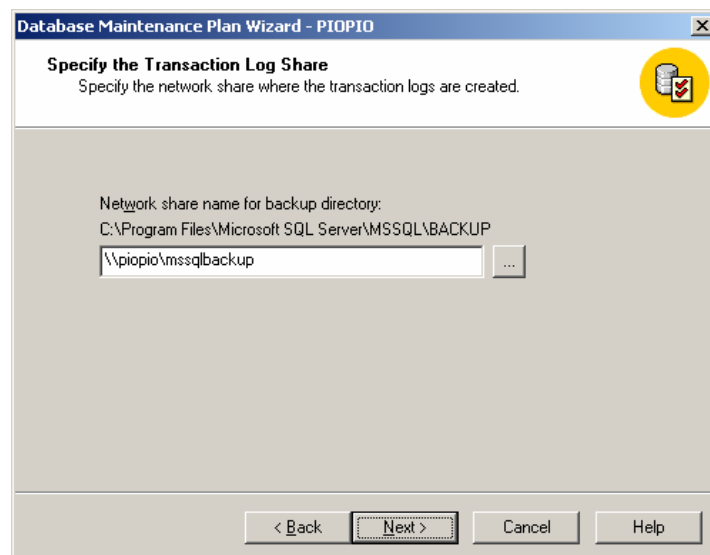 Database Maintenance Plan Wizard - PIOPIO
Specify the Transaction Log Share
Specify the network share where the transaction logs are created.
Network share name for backup directory:
C:\Program Files\Microsoft SQL Server\MSSQL\BACKUP
\\piopio\mssqlbackup
...
< Back
Next >
Cancel
Help